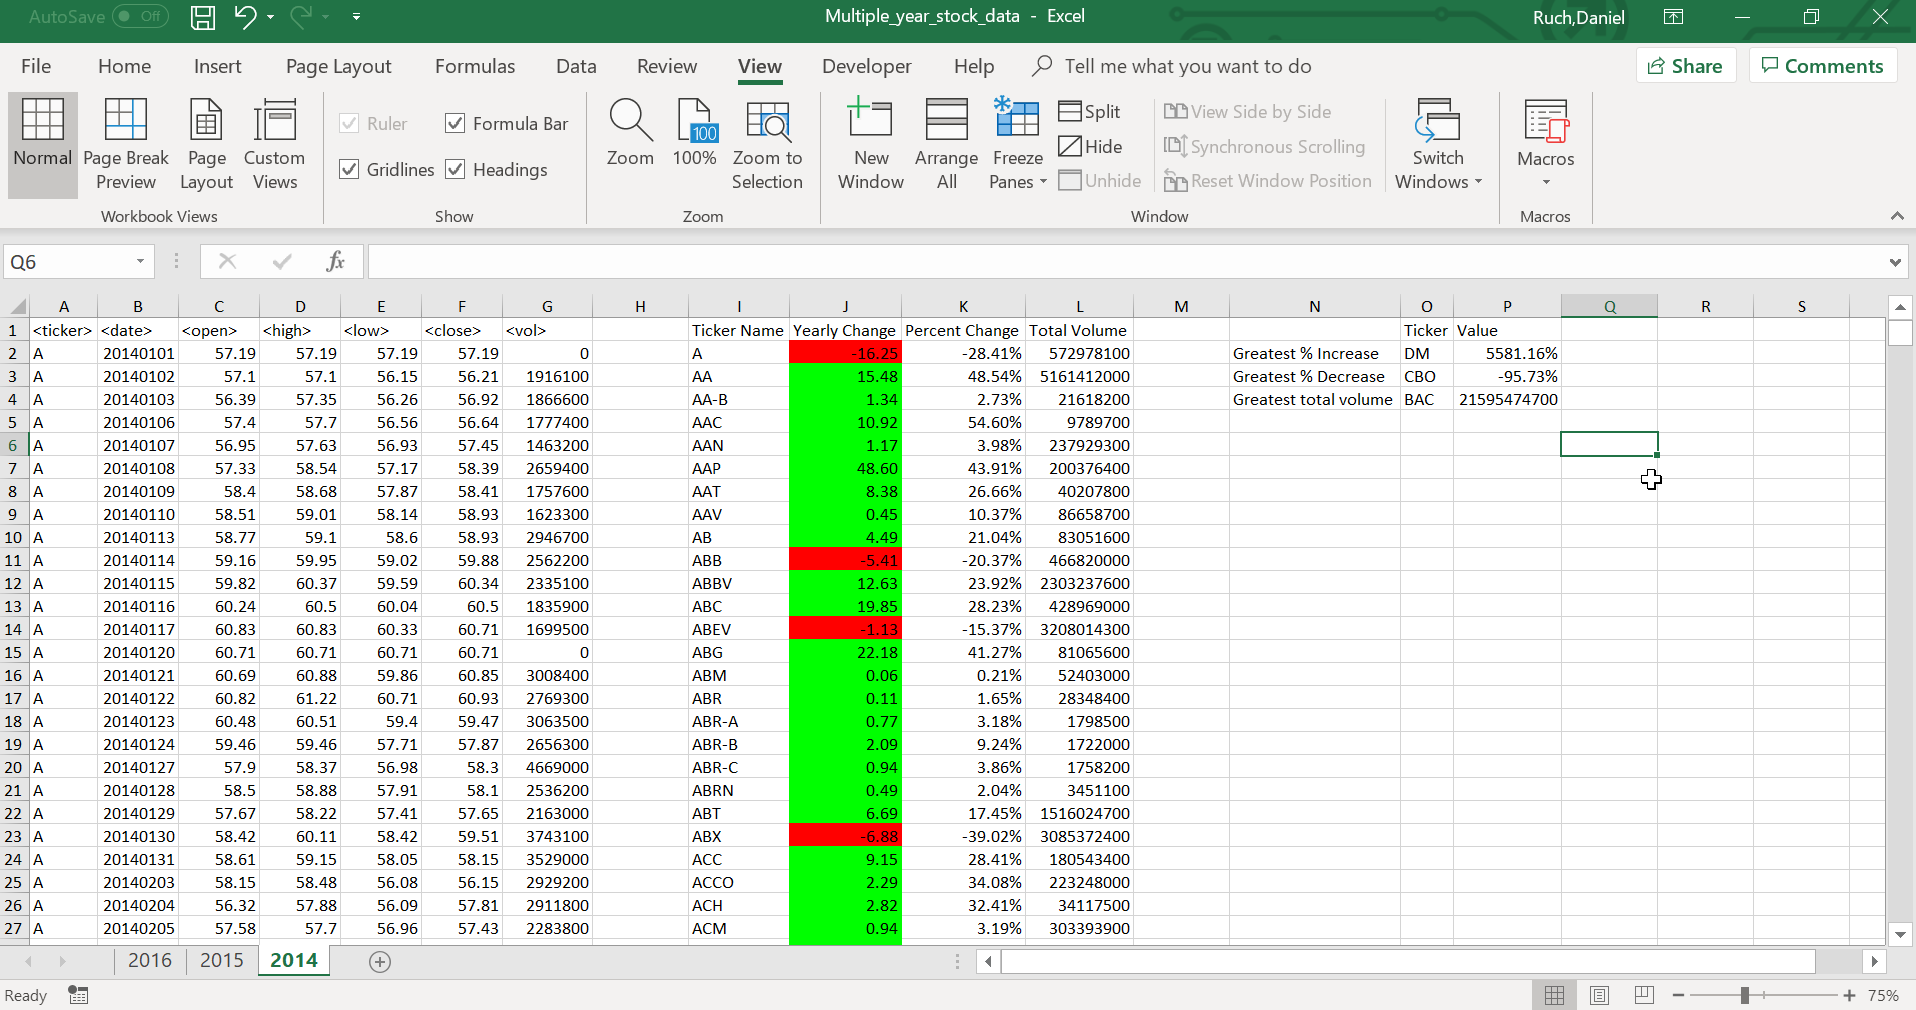 AutoSave Off Multiple_year_stock_data - Excel Ruch,Daniel
File Home Insert Page Layout Formulas Data Review View Developer Help Tell me what you want to do Share Comments
Normal
Page Break Preview
Page Layout
Custom Views
Workbook Views
Ruler Formula Bar
Gridlines Headings
Show
Zoom
100
100%
Zoom to Selection
Zoom
New Window
Arrange All
Freeze Panes
Split
Hide
Unhide
View Side by Side
Synchronous Scrolling
Reset Window Position
Window
Switch Windows
Macros
Macros
Q6 fx
A B C D E F G H I J K L M N O P Q R S
1 <ticker> <date> <open> <high> <low> <close> <vol> Ticker Name Yearly Change Percent Change Total Volume Ticker Value
2 A 20140101 57.19 57.19 57.19 57.19 0 A -16.25 -28.41% 572978100 Greatest % Increase DM 5581.16%
3 A 20140102 57.1 57.1 56.15 56.21 1916100 AA 15.48 48.54% 5161412000 Greatest % Decrease CBO -95.73%
4 A 20140103 56.39 57.35 56.26 56.92 1866600 AA-B 1.34 2.73% 21618200 Greatest total volume BAC 21595474700
5 A 20140106 57.4 57.7 56.56 56.64 1777400 AAC 10.92 54.60% 9789700
6 A 20140107 56.95 57.63 56.93 57.45 1463200 AAN 1.17 3.98% 237929300
7 A 20140108 57.33 58.54 57.17 58.39 2659400 AAP 48.60 43.91% 200376400
8 A 20140109 58.4 58.68 57.87 58.41 1757600 AAT 8.38 26.66% 40207800
9 A 20140110 58.51 59.01 58.14 58.93 1623300 AAV 0.45 10.37% 86658700
10 A 20140113 58.77 59.1 58.6 58.93 2946700 AB 4.49 21.04% 83051600
11 A 20140114 59.16 59.95 59.02 59.88 2562200 ABB -5.41 -20.37% 466820000
12 A 20140115 59.82 60.37 59.59 60.34 2335100 ABBV 12.63 23.92% 2303237600
13 A 20140116 60.24 60.5 60.04 60.5 1835900 ABC 19.85 28.23% 428969000
14 A 20140117 60.83 60.83 60.33 60.71 1699500 ABEV -1.13 -15.37% 3208014300
15 A 20140120 60.71 60.71 60.71 60.71 0 ABG 22.18 41.27% 81065600
16 A 20140121 60.69 60.88 59.86 60.85 3008400 ABM 0.06 0.21% 52403000
17 A 20140122 60.82 61.22 60.71 60.93 2769300 ABR 0.11 1.65% 28348400
18 A 20140123 60.48 60.51 59.4 59.47 3063500 ABR-A 0.77 3.18% 1798500
19 A 20140124 59.46 59.46 57.71 57.87 2656300 ABR-B 2.09 9.24% 1722000
20 A 20140127 57.9 58.37 56.98 58.3 4669000 ABR-C 0.94 3.86% 1758200
21 A 20140128 58.5 58.88 57.91 58.1 2536200 ABRN 0.49 2.04% 3451100
22 A 20140129 57.67 58.22 57.41 57.65 2163000 ABT 6.69 17.45% 1516024700
23 A 20140130 58.42 60.11 58.42 59.51 3743100 ABX -6.88 -39.02% 3085372400
24 A 20140131 58.61 59.15 58.05 58.15 3529000 ACC 9.15 28.41% 180543400
25 A 20140203 58.15 58.48 56.08 56.15 2929200 ACCO 2.29 34.08% 223248000
26 A 20140204 56.32 57.88 56.09 57.81 2911800 ACH 2.82 32.41% 34117500
27 A 20140205 57.58 57.7 56.96 57.43 2283800 ACM 0.94 3.19% 303393900
2016 2015 2014
Ready 75%